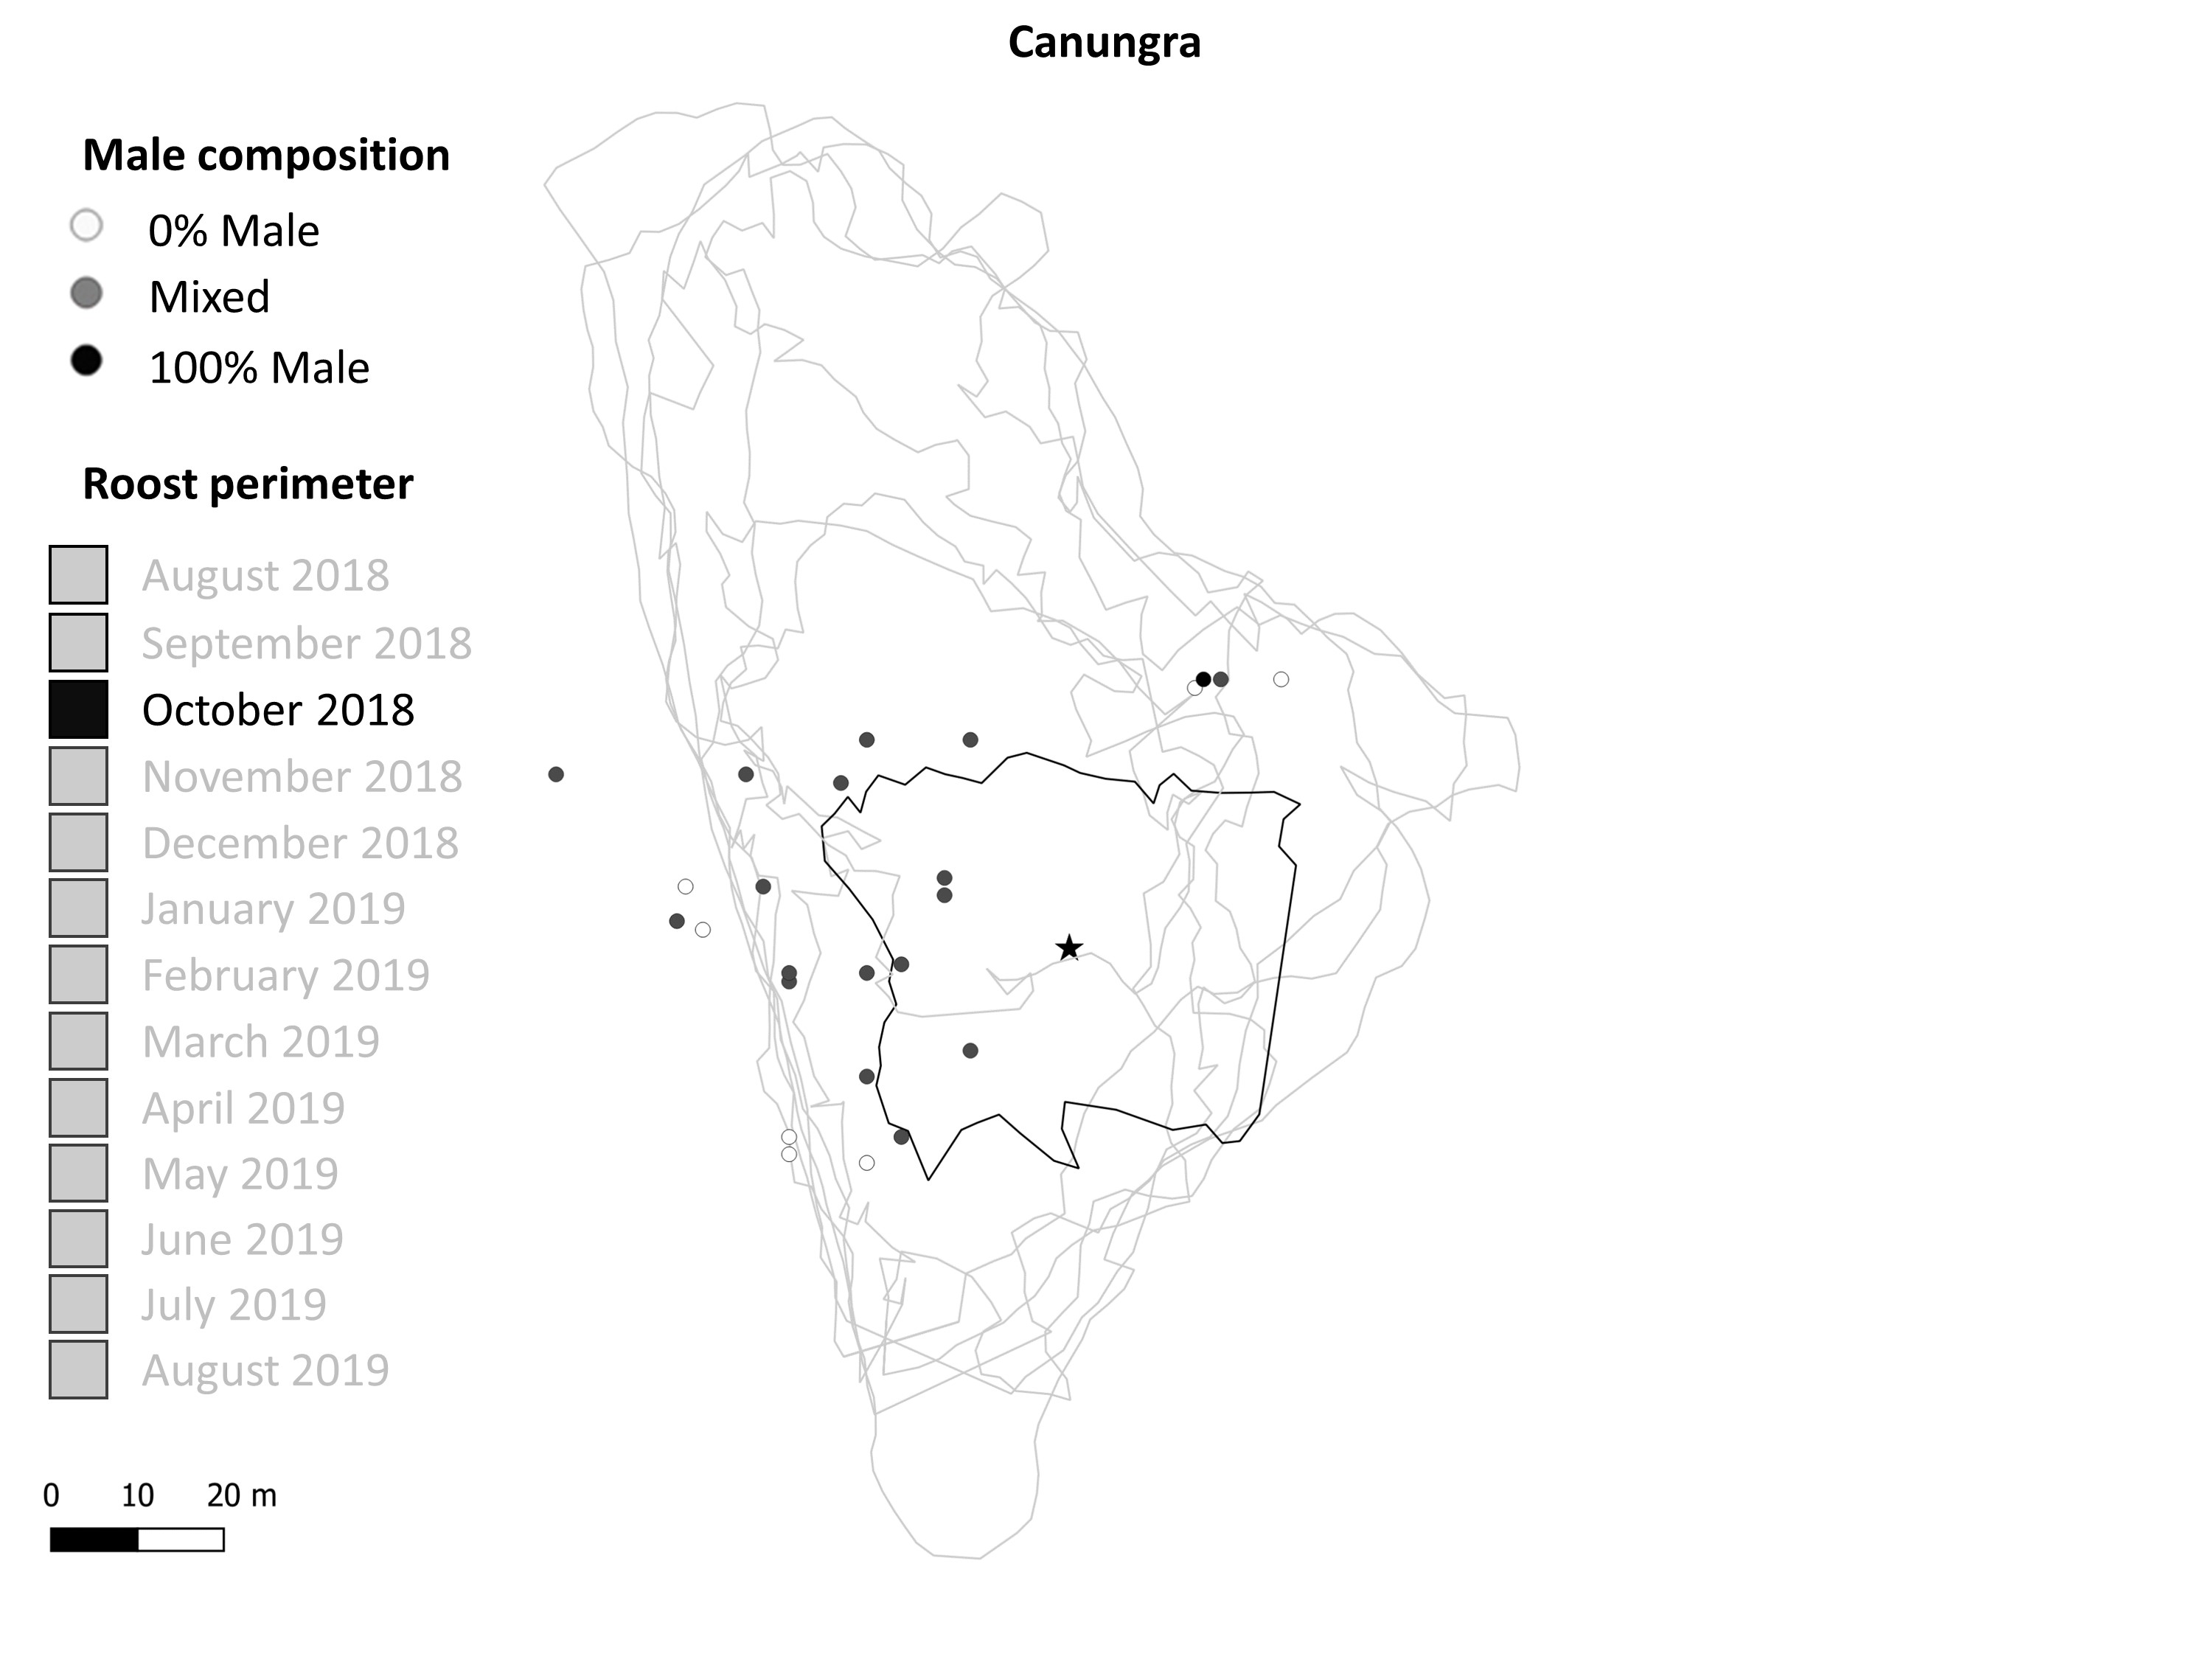 Canungra
Male composition
0% Male
Mixed
100% Male
Roost perimeter
August 2018
September 2018
October 2018
November 2018
December 2018
January 2019
February 2019
March 2019
April 2019
May 2019
June 2019
July 2019
August 2019
0 10 20 m